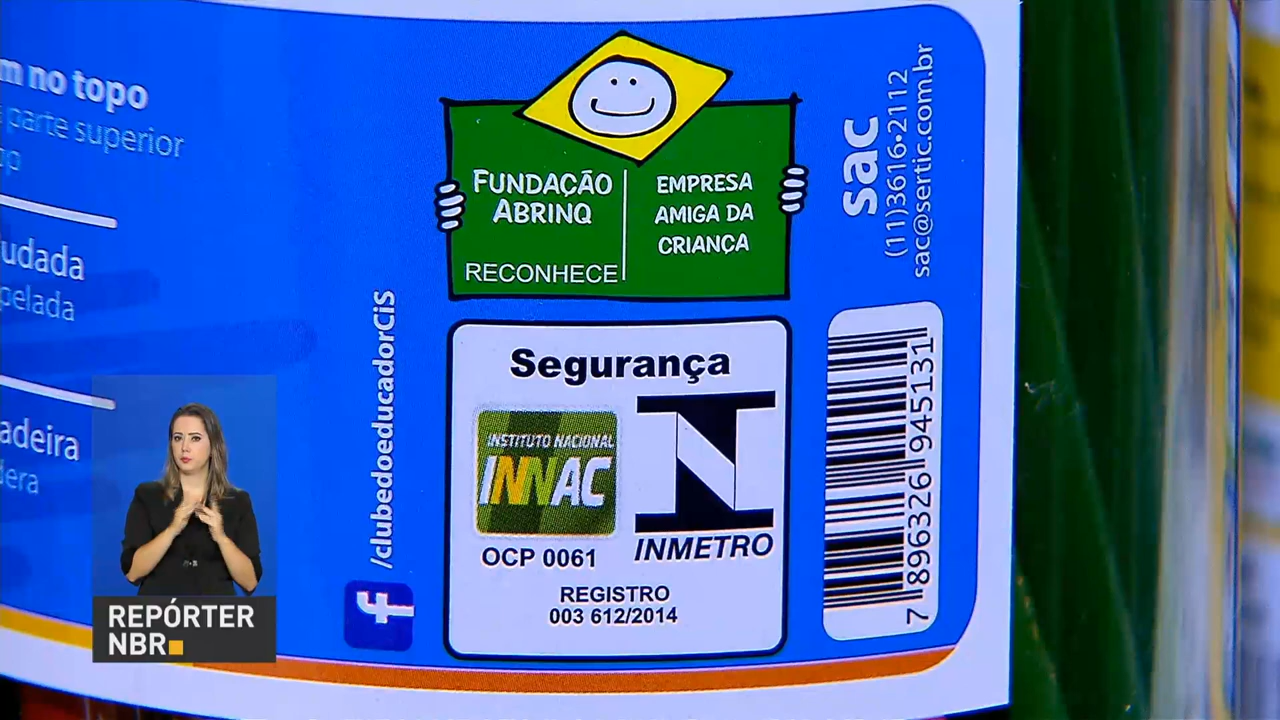 m no topo
parte superior
udada
pelada
adeira
dera
/clubedoeducadorCiS
f
FUNDAÇÃO
ABRINQ
RECONHECE
EMPRESA
AMIGA DA
CRIANÇA
Segurança
INSTITUTO NACIONAL
INNAC
OCP 0061
INMETRO
REGISTRO
003 612/2014
sac
(11)3616•2112
sac@sertic.com.br
7 896326 945131
REPÓRTER
NBR